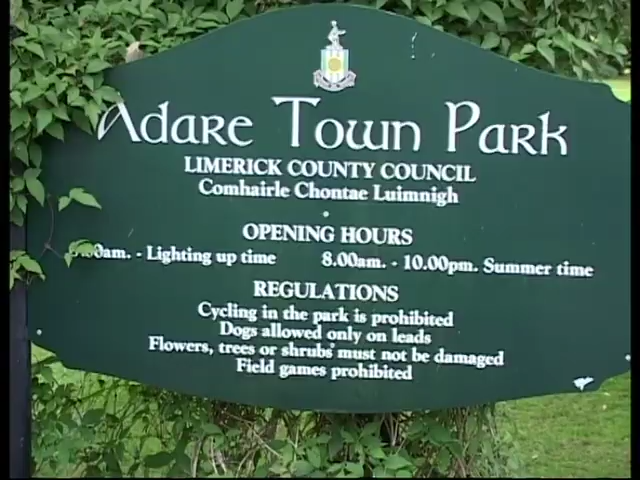 Adare Town Park
LIMERICK COUNTY COUNCIL
Comhairle Chontae Luimnigh
OPENING HOURS
am. - Lighting up time 8.00am. - 10.00pm. Summer time
REGULATIONS
Cycling in the park is prohibited
Dogs allowed only on leads
Flowers, trees or shrubs must not be damaged
Field games prohibited